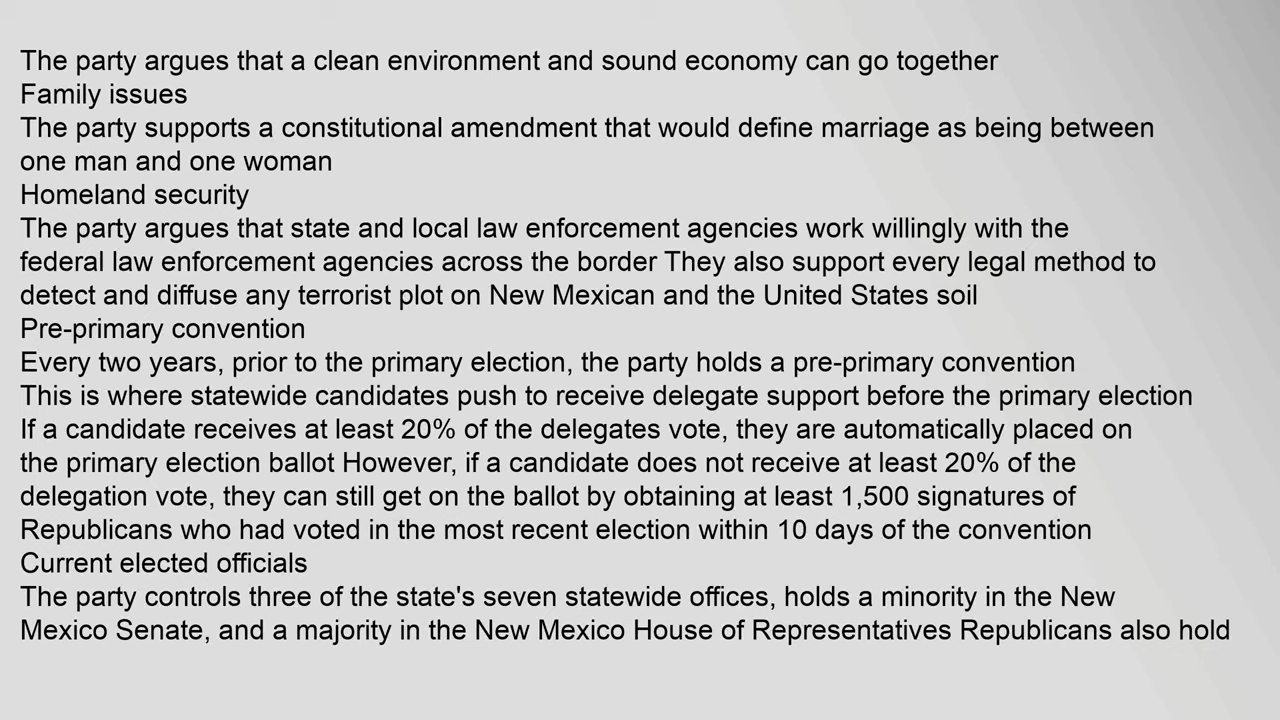 The party argues that a clean environment and sound economy can go together
Family issues
The party supports a constitutional amendment that would define marriage as being between
one man and one woman
Homeland security
The party argues that state and local law enforcement agencies work willingly with the
federal law enforcement agencies across the border They also support every legal method to
detect and diffuse any terrorist plot on New Mexican and the United States soil
Pre-primary convention
Every two years, prior to the primary election, the party holds a pre-primary convention
This is where statewide candidates push to receive delegate support before the primary election
If a candidate receives at least 20% of the delegates vote, they are automatically placed on
the primary election ballot However, if a candidate does not receive at least 20% of the
delegation vote, they can still get on the ballot by obtaining at least 1,500 signatures of
Republicans who had voted in the most recent election within 10 days of the convention
Current elected officials
The party controls three of the state's seven statewide offices, holds a minority in the New
Mexico Senate, and a majority in the New Mexico House of Representatives Republicans also hold